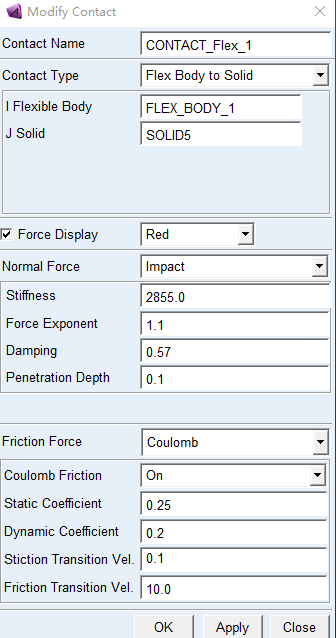 Modify Contact
Contact Name CONTACT_Flex_1
Contact Type Flex Body to Solid
I Flexible Body FLEX_BODY_1
J Solid SOLID5
Force Display Red
Normal Force Impact
Stiffness 2855.0
Force Exponent 1.1
Damping 0.57
Penetration Depth 0.1
Friction Force Coulomb
Coulomb Friction On
Static Coefficient 0.25
Dynamic Coefficient 0.2
Stiction Transition Vel. 0.1
Friction Transition Vel. 10.0
OK Apply Close